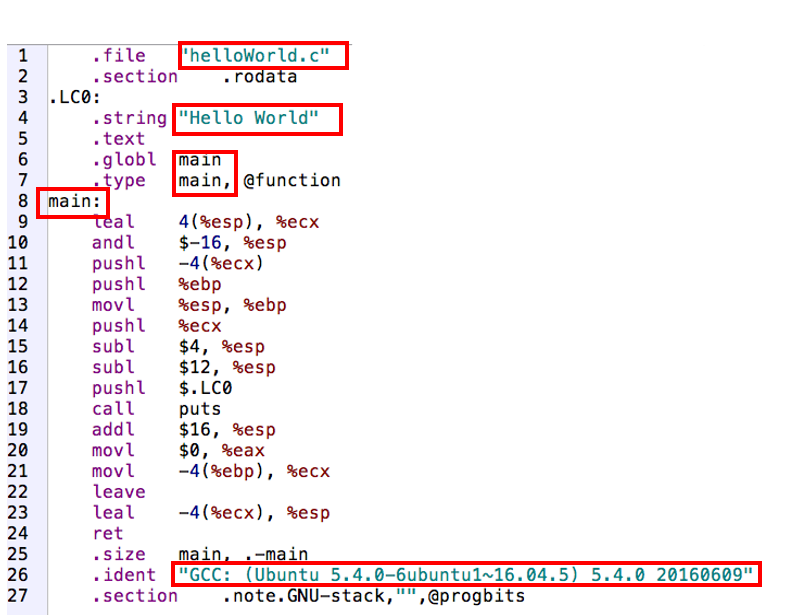 1 .file "helloWorld.c"
2 .section .rodata
3 .LC0:
4 .string "Hello World"
5 .text
6 .globl main
7 .type main, @function
8 main:
9 leal 4(%esp), %ecx
10 andl $-16, %esp
11 pushl -4(%ecx)
12 pushl %ebp
13 movl %esp, %ebp
14 pushl %ecx
15 subl $4, %esp
16 subl $12, %esp
17 pushl $.LC0
18 call puts
19 addl $16, %esp
20 movl $0, %eax
21 movl -4(%ebp), %ecx
22 leave
23 leal -4(%ecx), %esp
24 ret
25 .size main, .-main
26 .ident "GCC: (Ubuntu 5.4.0-6ubuntu1~16.04.5) 5.4.0 20160609"
27 .section .note.GNU-stack,"",@progbits